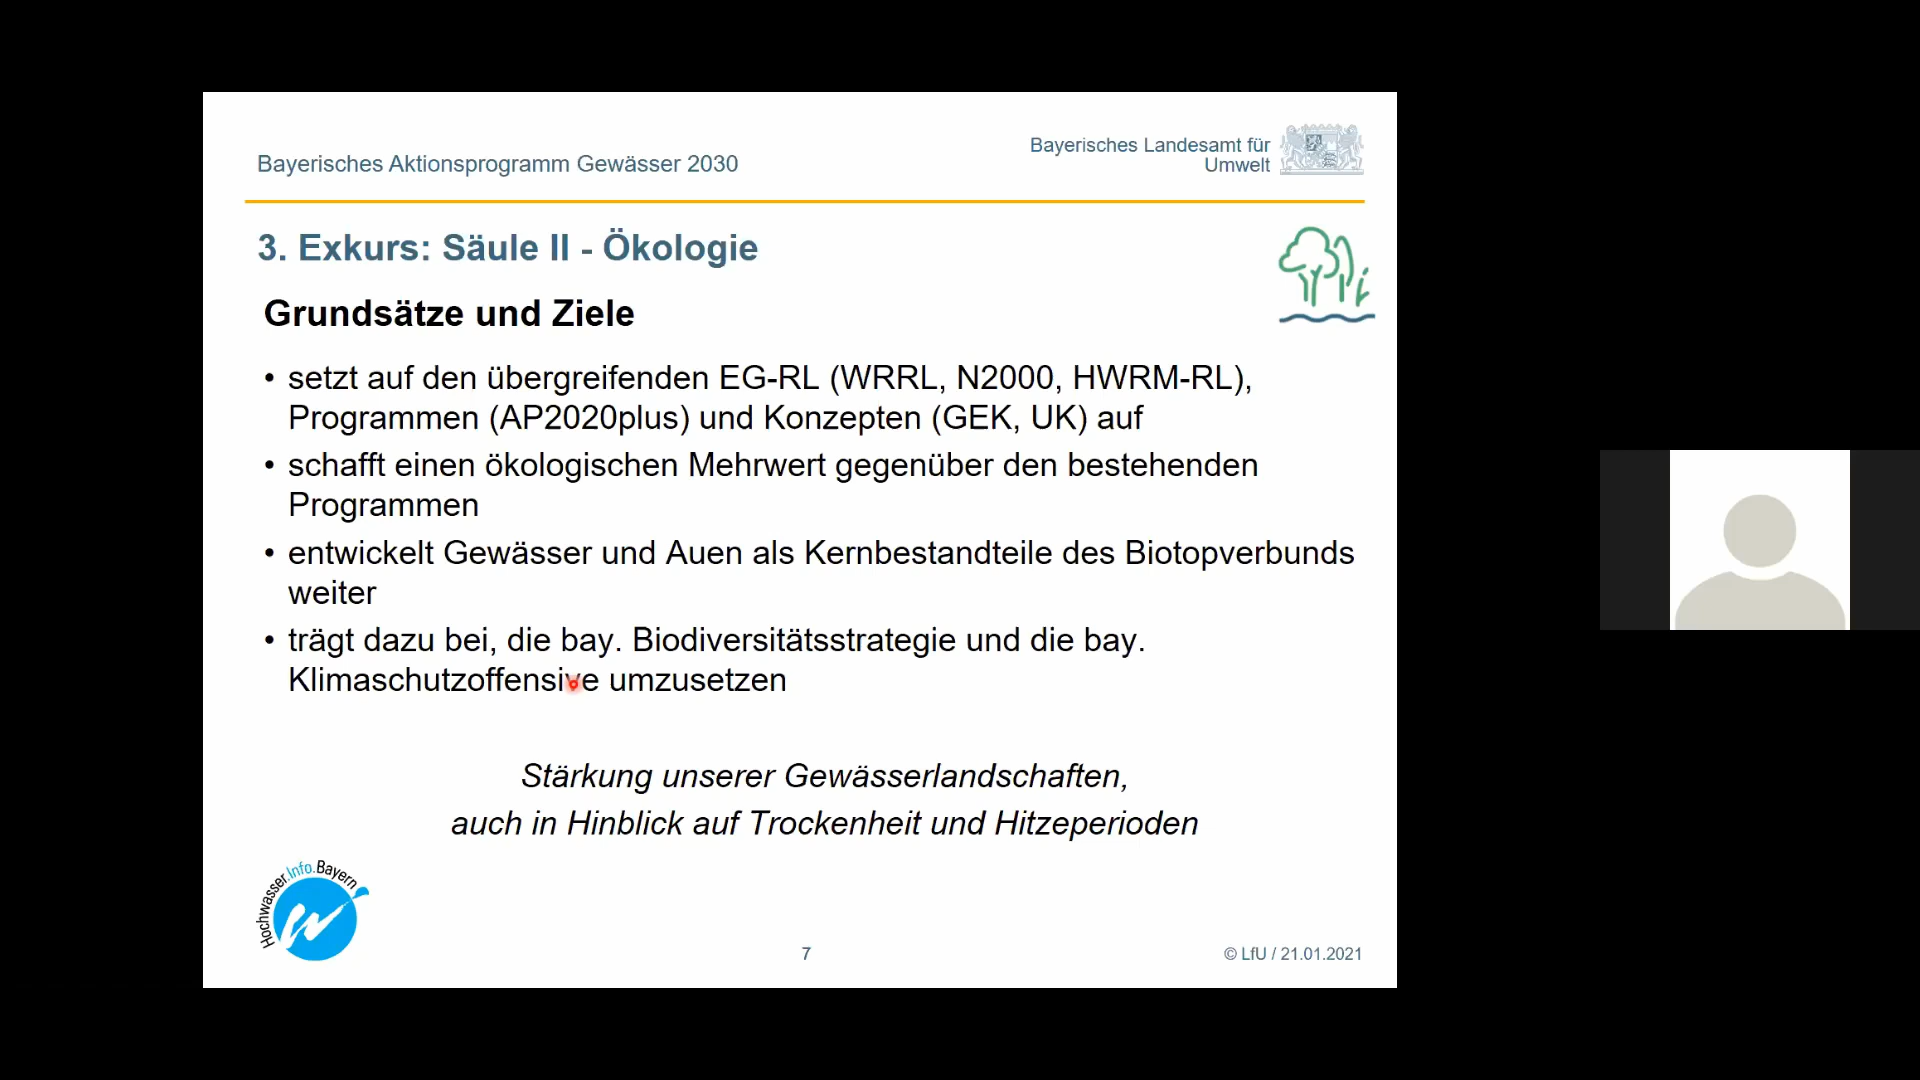 Bayerisches Aktionsprogramm Gewässer 2030
Bayerisches Landesamt für
Umwelt
3. Exkurs: Säule II - Ökologie
Grundsätze und Ziele
• setzt auf den übergreifenden EG-RL (WRRL, N2000, HWRM-RL),
Programmen (AP2020plus) und Konzepten (GEK, UK) auf
• schafft einen ökologischen Mehrwert gegenüber den bestehenden
Programmen
• entwickelt Gewässer und Auen als Kernbestandteile des Biotopverbunds
weiter
• trägt dazu bei, die bay. Biodiversitätsstrategie und die bay.
Klimaschutzoffensive umzusetzen
Stärkung unserer Gewässerlandschaften,
auch in Hinblick auf Trockenheit und Hitzeperioden
Hochwasser.Info.Bayern
7
© LfU / 21.01.2021